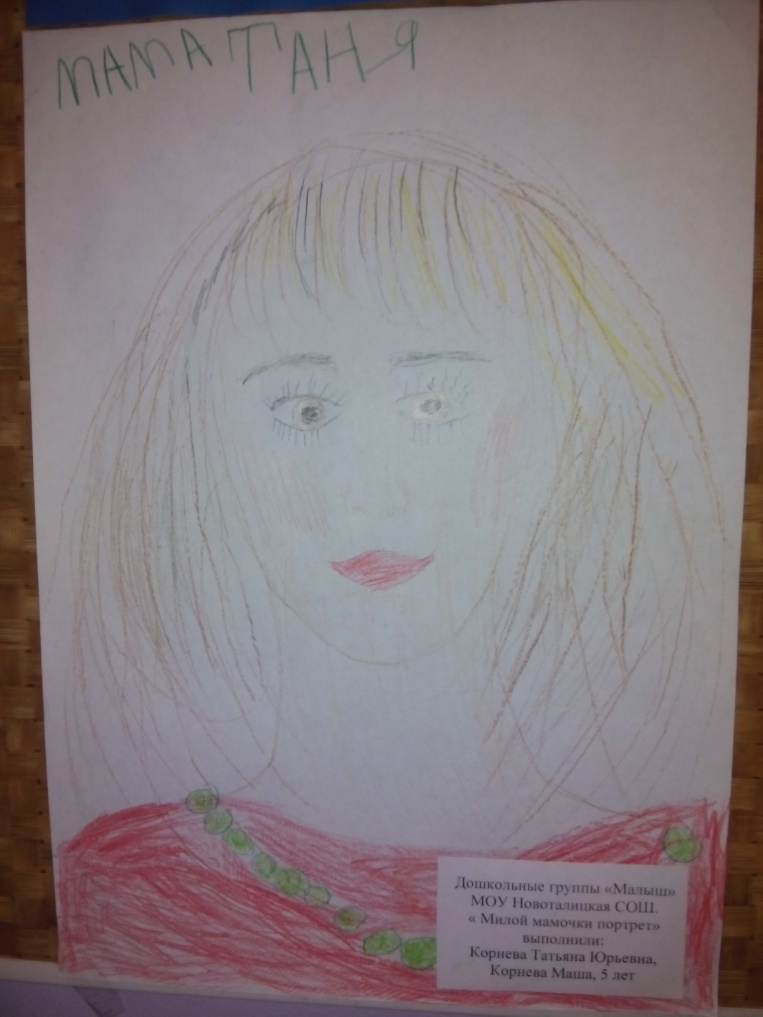 МАМА ТАНЯ
Дошкольные группы «Малыш»
МОУ Новоталицкая СОШ.
« Милой мамочки портрет»
выполнили:
Корнева Татьяна Юрьевна,
Корнева Маша, 5 лет